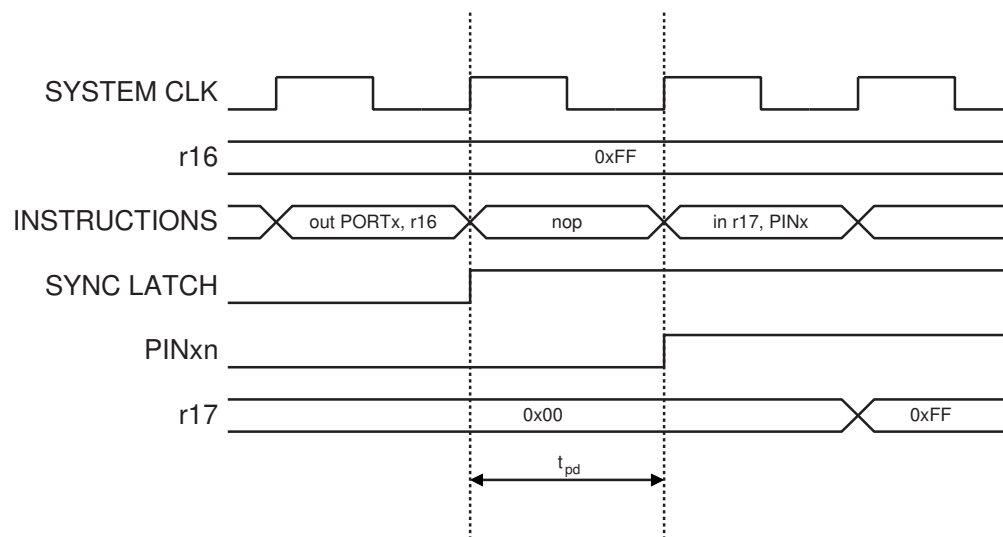 SYSTEM CLK
r16
0xFF
INSTRUCTIONS
out PORTx, r16
nop
in r17, PINx
SYNC LATCH
PINxn
r17
0x00
0xFF
tpd